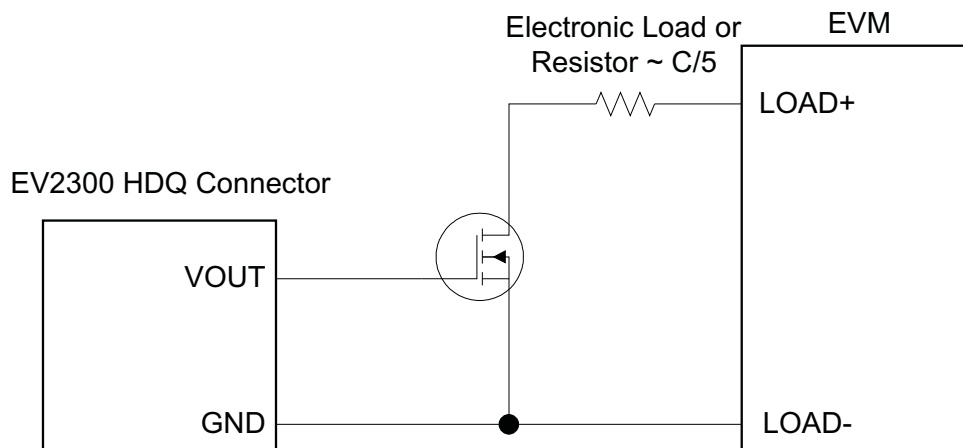 Electronic Load or
Resistor ~ C/5
EVM
LOAD+
EV2300 HDQ Connector
VOUT
GND
LOAD-